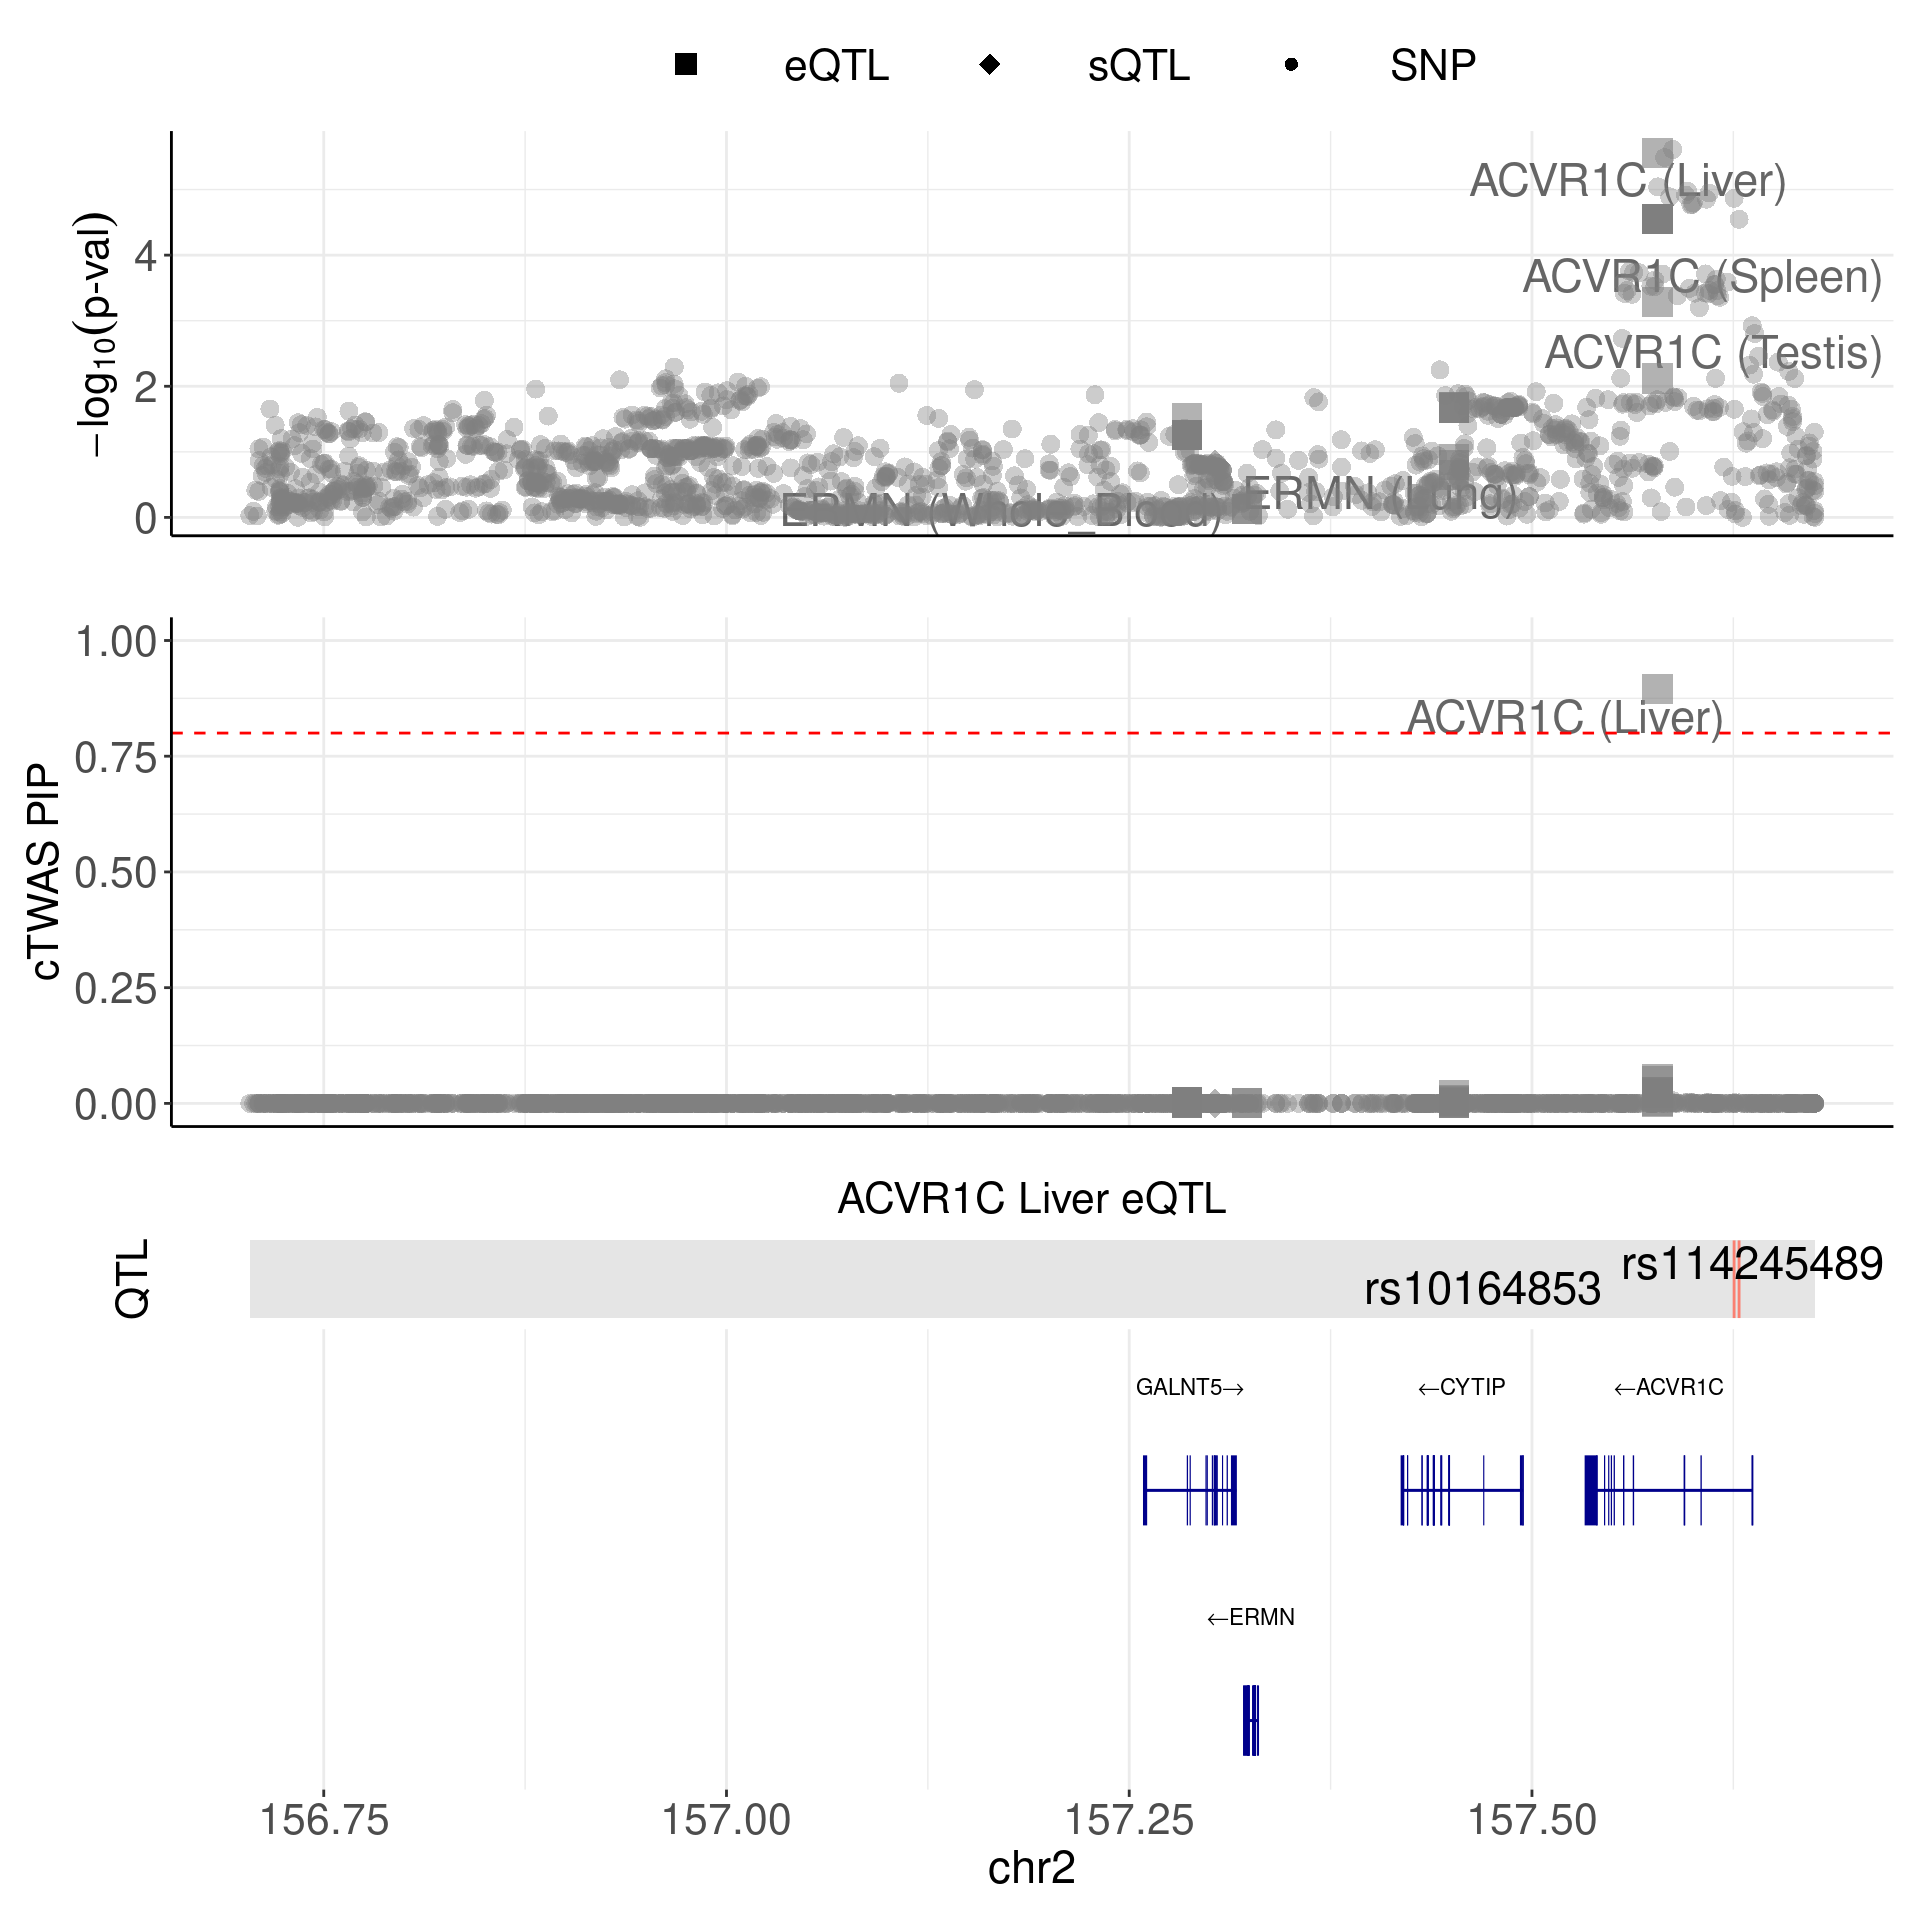 eQTL sQTL SNP
−log10(p-val)
4
2
0
ACVR1C (Liver)
ACVR1C (Spleen)
ACVR1C (Testis)
ERMN (Whole_Blood)
ERMN (Lung)
cTWAS PIP
1.00
0.75
0.50
0.25
0.00
ACVR1C (Liver)
ACVR1C Liver eQTL
QTL
rs114245489
rs10164853
GALNT5→
←CYTIP
←ACVR1C
←ERMN
156.75 157.00 157.25 157.50
chr2